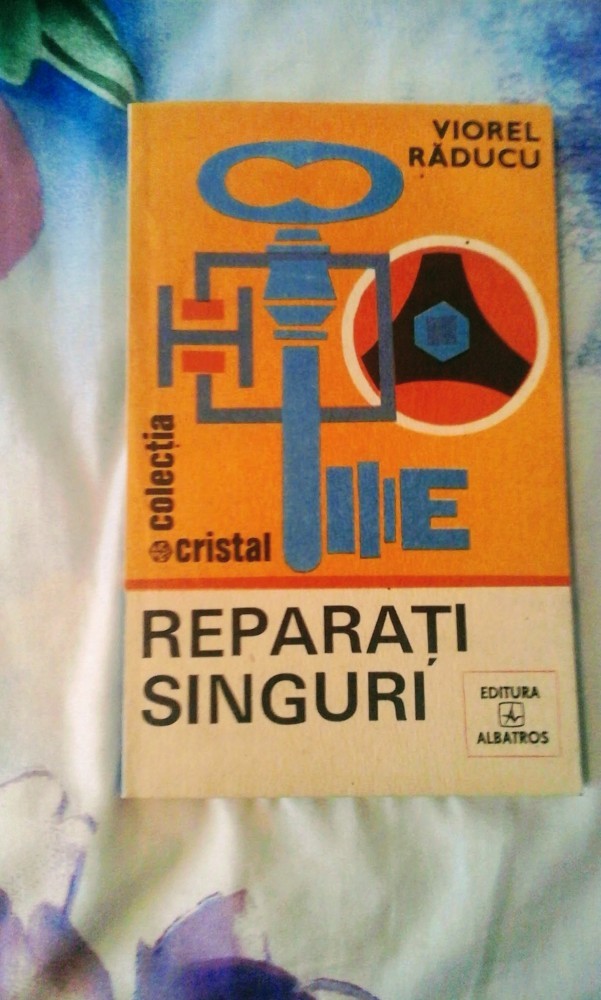 VIOREL
RĂDUCU
colecția
cristal
REPARAȚI
SINGURI
EDITURA
ALBATROS